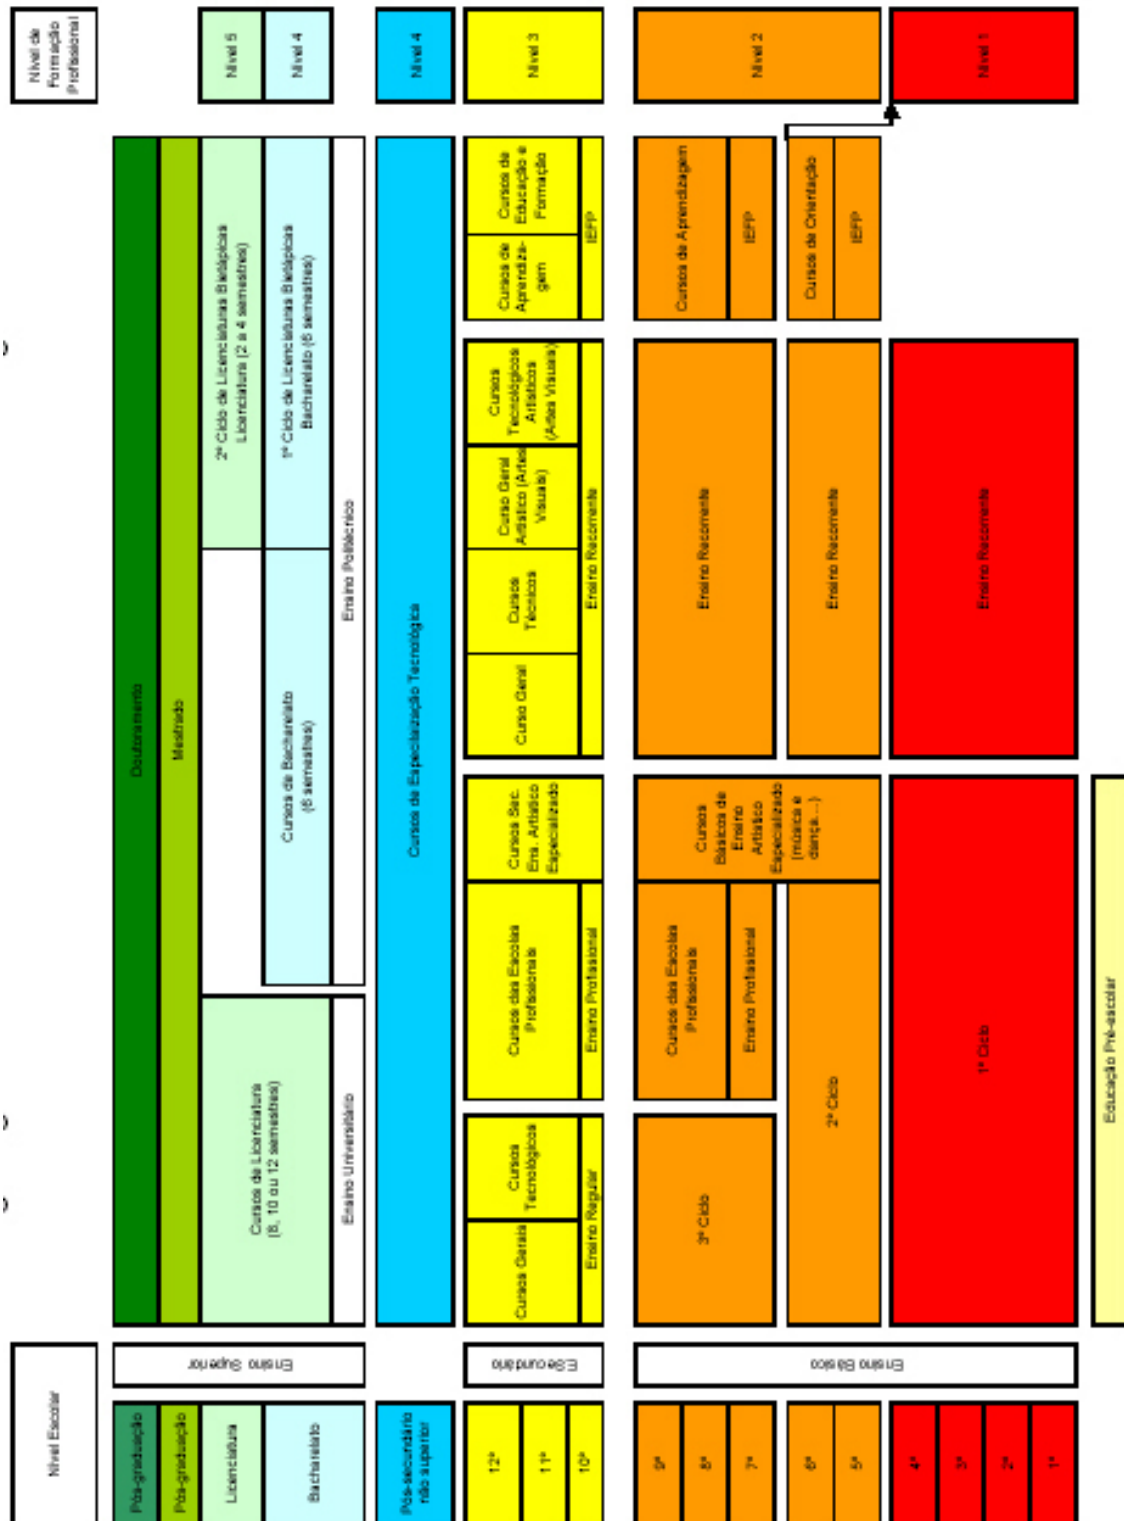 Nível Escolar
Nível de
Formação
Profissional
Pós-graduação
Ensino Superior
Doutoramento
Pós-graduação
Mestrado
Licenciatura
Cursos de Licenciatura
(8, 10 ou 12 semestres)
2º Ciclo de Licenciaturas Bietápicas
Licenciatura (2 a 4 semestres)
Nível 5
Bacharelato
Cursos de Bacharelato
(6 semestres)
1º Ciclo de Licenciaturas Bietápicas
Bacharelato (6 semestres)
Nível 4
Ensino Universitário
Ensino Politécnico
Pós-secundário
não superior
Cursos de Especialização Tecnológica
Nível 4
12º
11º
10º
E.Secundário
Cursos Gerais
Cursos
Tecnológicos
Ensino Regular
Cursos das Escolas
Profissionais
Ensino Profissional
Cursos Sec.
Ens. Artístico
Especializado
Curso Geral
Cursos
Técnicos
Curso Geral
Artístico (Artes
Visuais)
Cursos
Tecnológicos
Artísticos
(Artes Visuais)
Ensino Recorrente
Cursos de
Aprendiza-
gem
Cursos de
Educação e
Formação
IEFP
Nível 3
9º
8º
7º
Ensino Básico
3º Ciclo
Cursos das Escolas
Profissionais
Ensino Profissional
Cursos
Básicos de
Ensino
Artístico
Especializado
(música e
dança...)
Ensino Recorrente
Cursos de Aprendizagem
IEFP
Nível 2
6º
5º
2º Ciclo
Ensino Recorrente
Cursos de Orientação
IEFP
4º
3º
2º
1º
1º Ciclo
Ensino Recorrente
Nível 1
Educação Pré-escolar